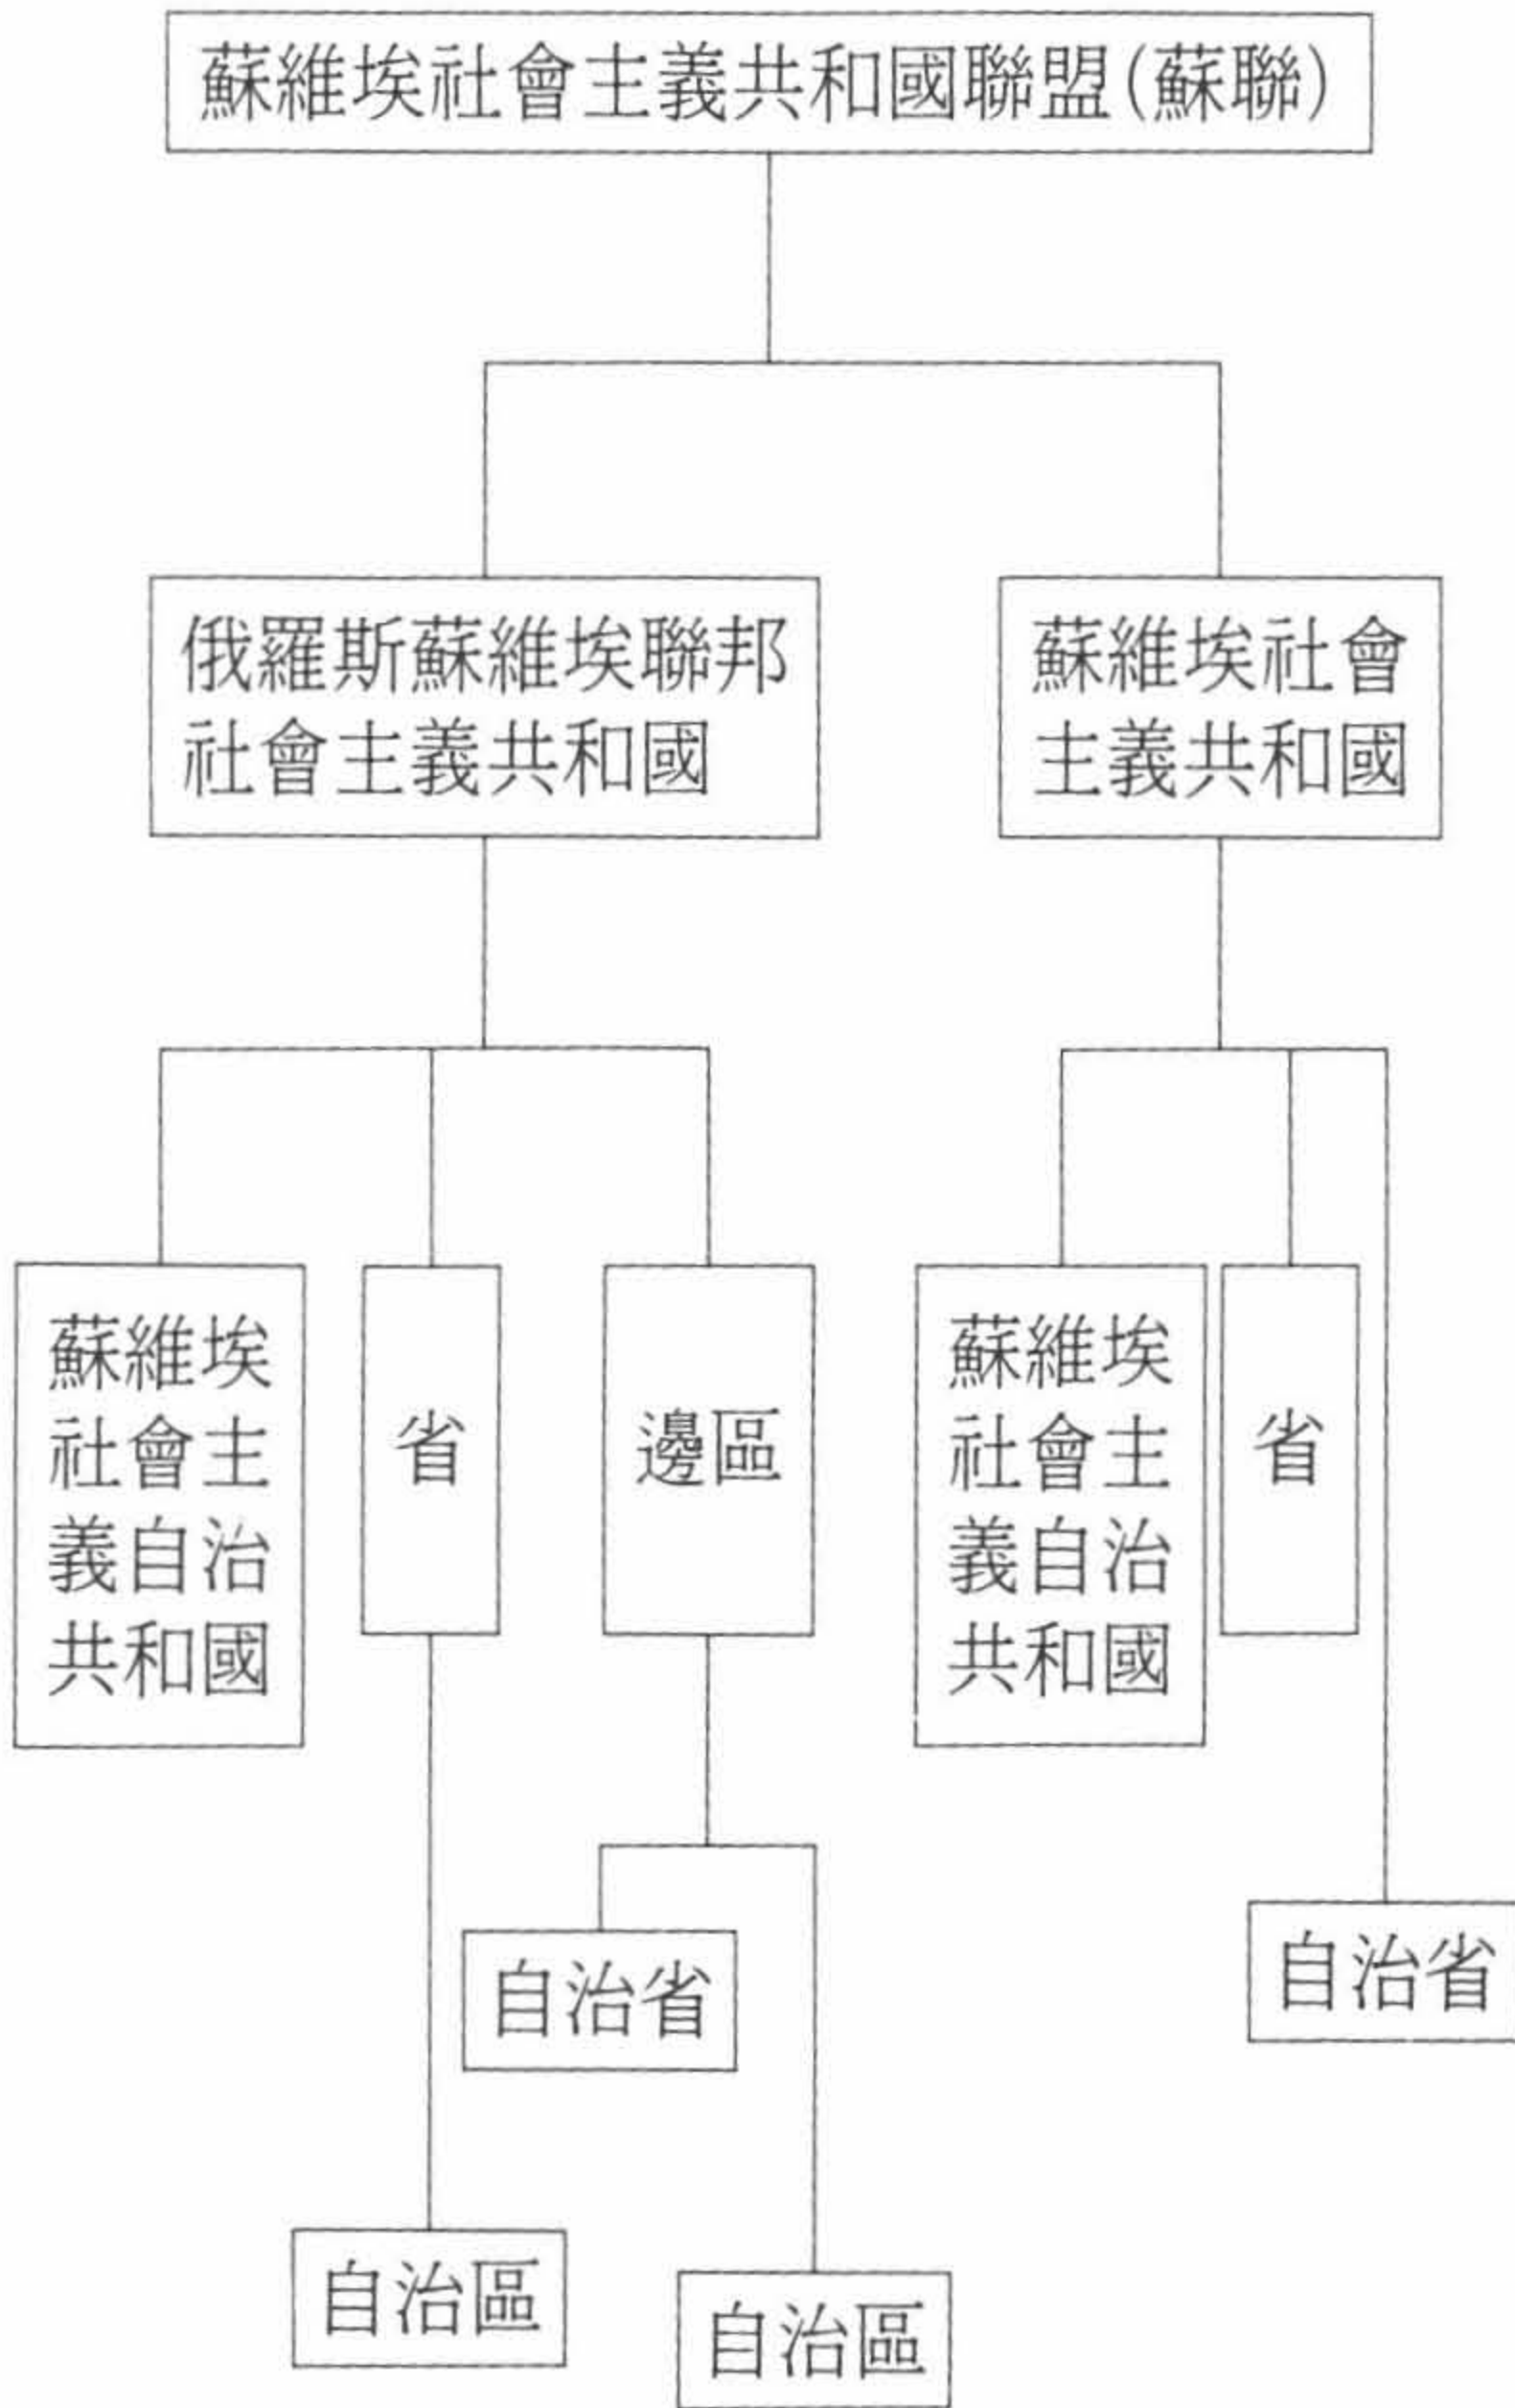 蘇維埃社會主義共和國聯盟(蘇聯)
俄羅斯蘇維埃聯邦
社會主義共和國
蘇維埃社會
主義共和國
蘇維埃
社會主
義自治
共和國
省
邊區
蘇維埃
社會主
義自治
共和國
省
自治省
自治省
自治區
自治區